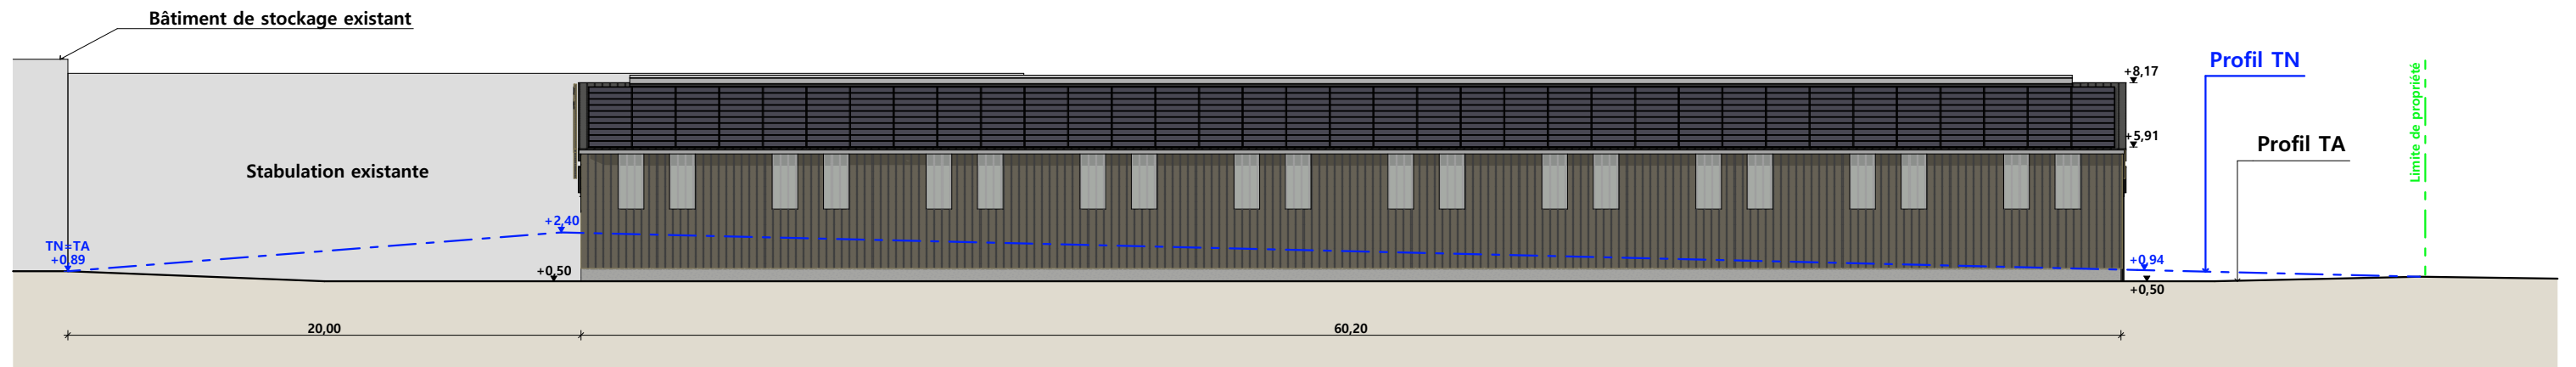 Bâtiment de stockage existant
Profil TN
+8,17
Limite de propriété
+5,91
Profil TA
Stabulation existante
+2,40
TN=TA
+0,89
+0,94
+0,50
+0,50
20,00
60,20